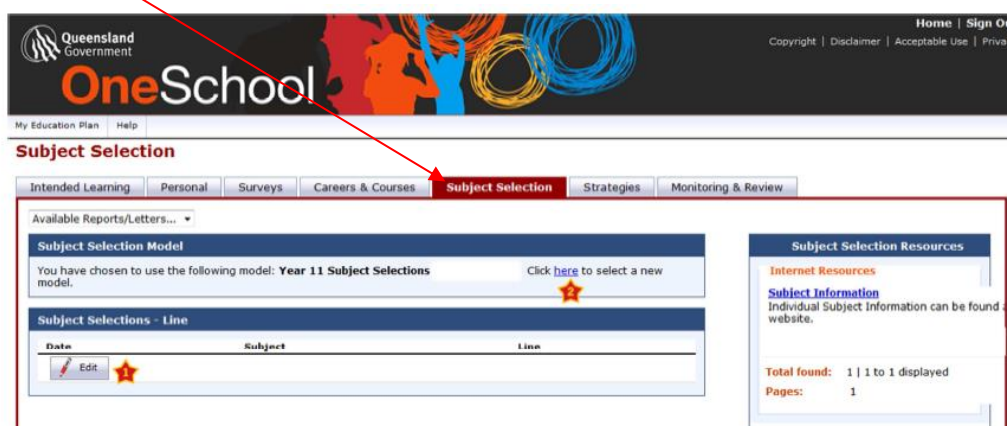 Queensland
Government
OneSchool
Home | Sign
Copyright | Disclaimer | Acceptable Use |
My Education Plan Help
Subject Selection
Intended Learning Personal Surveys Careers & Courses Subject Selection Strategies Monitoring & Review
Available Reports/Letters...
Subject Selection Model
You have chosen to use the following model: Year 11 Subject Selections Click here to select a new
model.
2
Subject Selections - Line
Date Subject Line
Edit
1
Subject Selection Resources
Internet Resources
Subject Information
Individual Subject Information can be found
website.
Total found: 1 | 1 to 1 displayed
Pages: 1